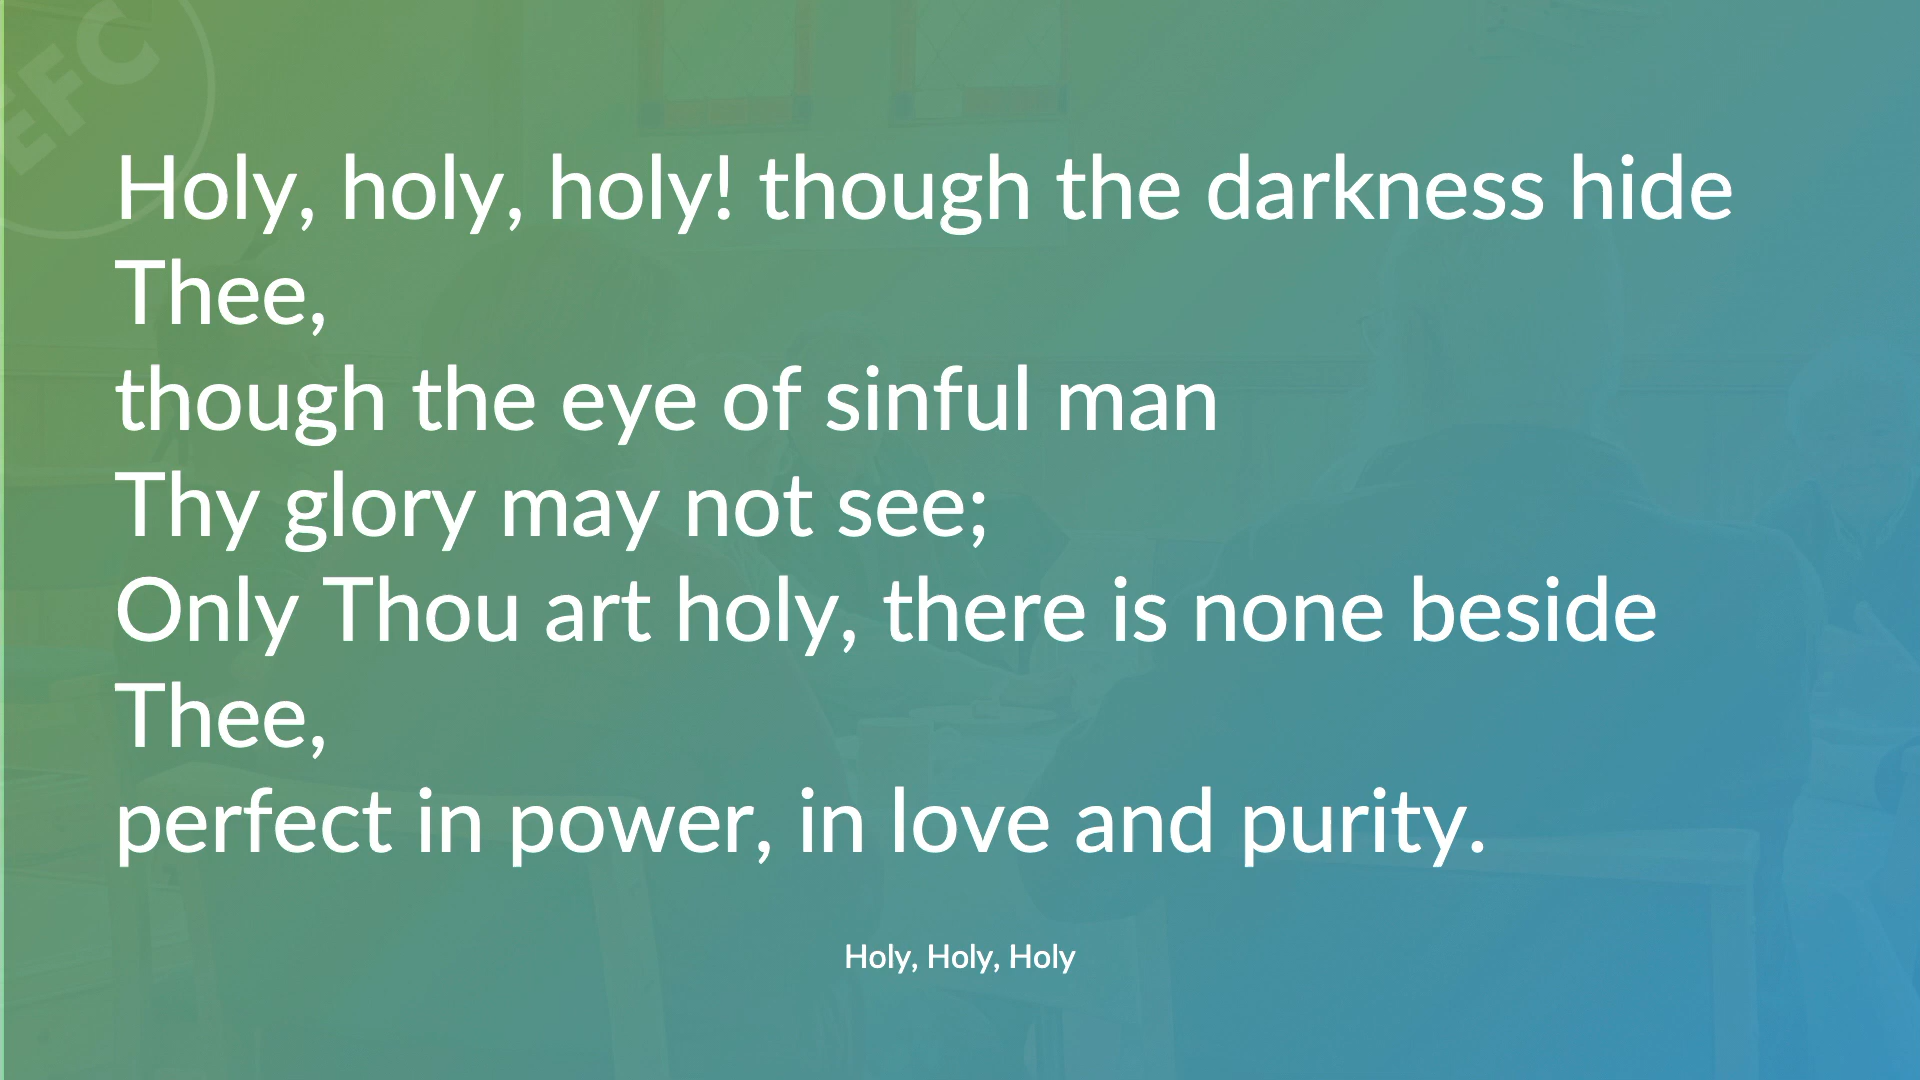 EFC
Holy, holy, holy! though the darkness hide
Thee,
though the eye of sinful man
Thy glory may not see;
Only Thou art holy, there is none beside
Thee,
perfect in power, in love and purity.
Holy, Holy, Holy